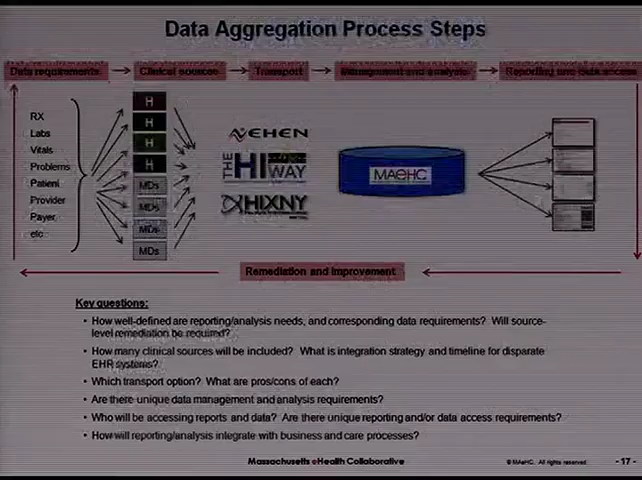 Data Aggregation Process Steps
Data requirements
Clinical sources
Transport
Management and analysis
Reporting and data access
RX
Labs
Vitals
Problems
Patient
Provider
Payer
etc
H
H
H
H
MDs
MDs
MDs
MDs
NEHEN
THE HIWAY
HIXNY
MAeHC
Remediation and improvement
Key questions:
• How well-defined are reporting/analysis needs, and corresponding data requirements? Will source-
level remediation be required?
• How many clinical sources will be included? What is integration strategy and timeline for disparate
EHR systems?
• Which transport option? What are pros/cons of each?
• Are there unique data management and analysis requirements?
• Who will be accessing reports and data? Are there unique reporting and/or data access requirements?
• How will reporting/analysis integrate with business and care processes?
Massachusetts eHealth Collaborative
© MAeHC. All rights reserved.
- 17 -